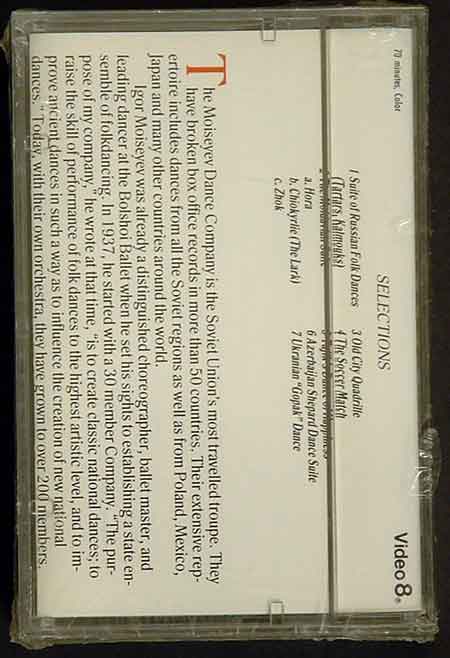 70 minutes, Color
Video 8®
SELECTIONS
1 Suite of Russian Folk Dances
(Tartars, Kalmouks)
2 The Moldavian Suite
a. Hora
b. Chiokyrlie (The Lark)
c. Zhok
3 Old City Quadrille
4 The Soccer Match
6 Azerbaijan Shepard Dance Suite
7 Ukranian "Gopak" Dance
The Moiseyev Dance Company is the Soviet Union's most travelled troupe. They
have broken box office records in more than 50 countries. Their extensive rep-
ertoire includes dances from all the Soviet regions as well as from Poland, Mexico,
Japan and many other countries around the world.
Igor Moiseyev was already a distinguished choreographer, ballet master, and
leading dancer at the Bolshoi Ballet when he set his sights to establishing a state en-
semble of folkdancing. In 1937, he started with a 30 member Company. "The pur-
pose of my company," he wrote at that time, "is to create classic national dances; to
raise the skill of performance of folk dances to the highest artistic level, and to im-
prove ancient dances in such a way as to influence the creation of new national
dances." Today, with their own orchestra, they have grown to over 200 members.